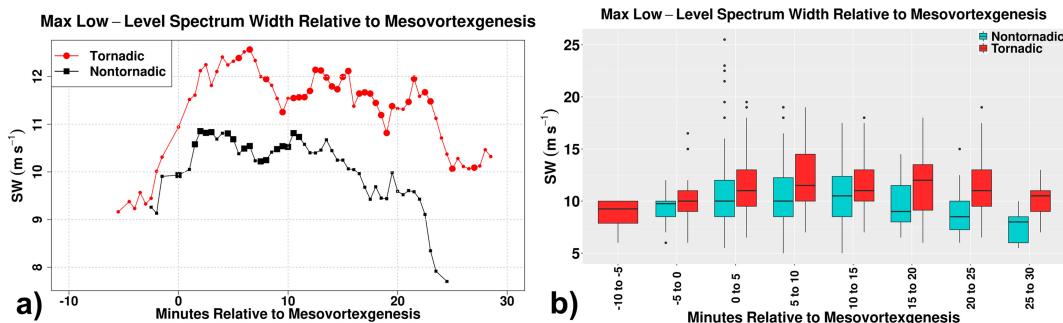 Max Low – Level Spectrum Width Relative to Mesovortexgenesis
Tornadic
Nontornadic
12
11
10
9
8
SW (m s⁻¹)
-10
0
10
20
30
Minutes Relative to Mesovortexgenesis
a)
Max Low – Level Spectrum Width Relative to Mesovortexgenesis
Nontornadic
Tornadic
25
20
15
10
5
SW (m s⁻¹)
-10 to -5
-5 to 0
0 to 5
5 to 10
10 to 15
15 to 20
20 to 25
25 to 30
Minutes Relative to Mesovortexgenesis
b)